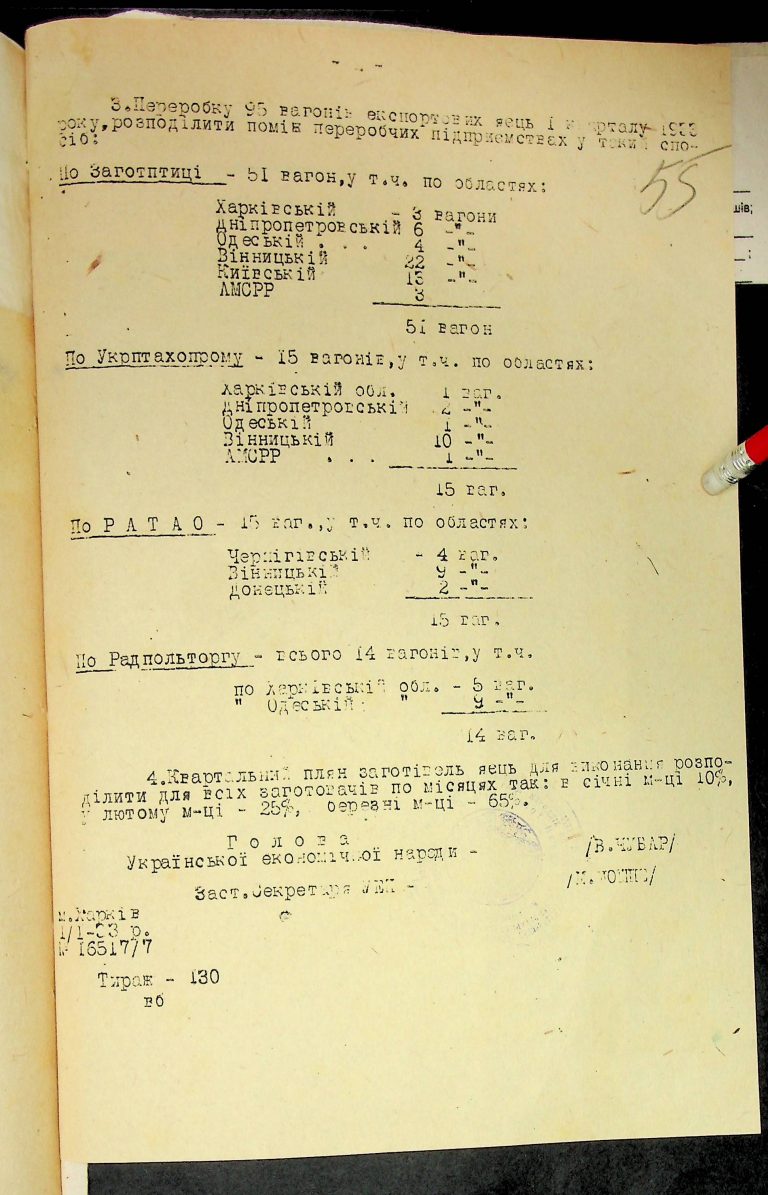 55
3.Переробку 95 вагонів експортових яєць І кварталу 1933
року,розподілити поміж переробчих підприємствах у такий спо-
сіб:
По Заготптиці - 51 вагон,у т.ч. по областях:
Харківській - 3 вагони
Дніпропетровській 6 -"-
Одеській . . . 4 -"-
Вінницькій 22 -"-
Київській 13 -"-
АМСРР 3
51 вагон
По Укрптахопрому - 15 вагонів,у т.ч. по областях:
Харківській обл. 1 ваг.
Дніпропетровській 2 -"-
Одеській 1 -"-
Вінницькій 10 -"-
АМСРР . . . 1 -"-
15 ваг.
По Р А Т А О - 15 ваг.,у т.ч. по областях:
Чернігівській - 4 ваг.
Вінницькій 9 -"-
Донецькій 2 -"-
15 ваг.
По Радпольторгу - всього 14 вагонів,у т.ч.
по Харківській обл. - 5 ваг.
" Одеській " 9 -"-
14 ваг.
4.Квартальний плян заготівель яєць для виконання розпо-
ділити для всіх заготовачів по місяцях так: в січні м-ці 10%,
у лютому м-ці - 25%, березні м-ці - 65%.
Г о л о в а
Української економічної наради - /В.ЧУБАР/
Заст.Секретаря УЕН -
м.Харків
1/1-33 р.
№ 16517/7
Тираж - 130
вб